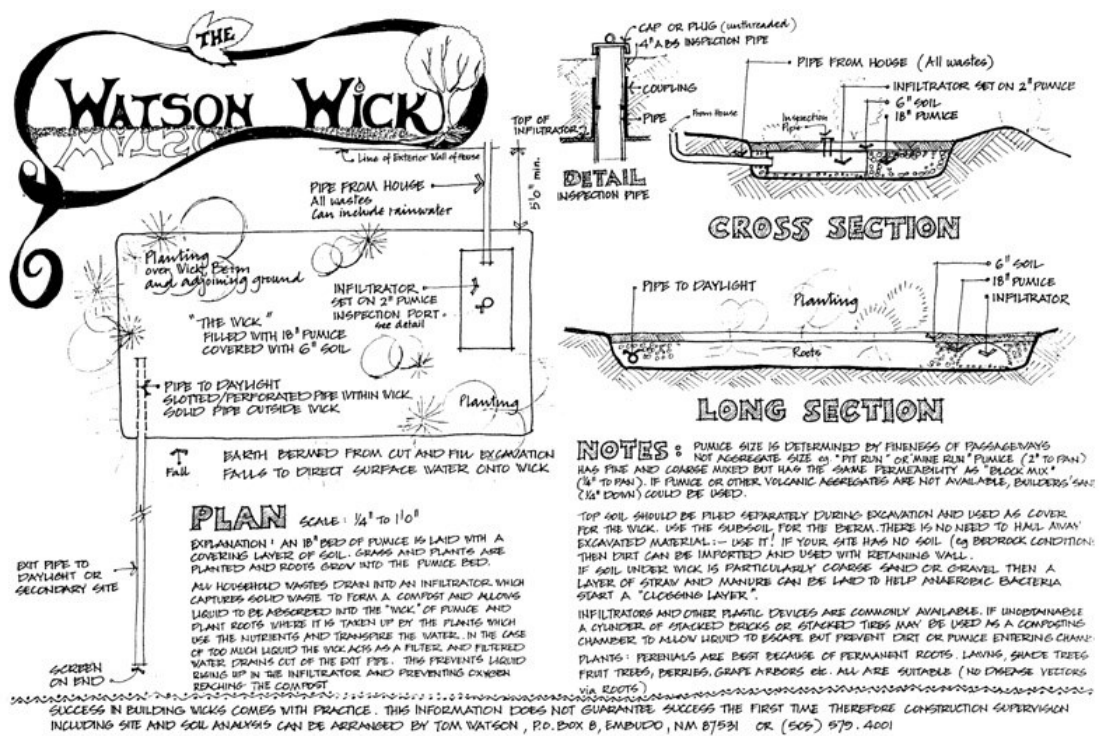 THE
WATSON WICK
TOP OF
INFILTRATOR
Line of Exterior Wall of House
PIPE FROM HOUSE
All wastes
Can include rainwater
5'0" min.
Planting
over Wick, Berm
and adjoining ground
INFILTRATOR
SET ON 2" PUMICE
INSPECTION PORT
see detail
"THE WICK"
FILLED WITH 18" PUMICE
COVERED WITH 6" SOIL
PIPE TO DAYLIGHT
SLOTTED/PERFORATED PIPE WITHIN WICK
SOLID PIPE OUTSIDE WICK
Planting
Fall
EARTH BERMED FROM CUT AND FILL EXCAVATION
FALLS TO DIRECT SURFACE WATER ONTO WICK
EXIT PIPE TO
DAYLIGHT OR
SECONDARY SITE
SCREEN
ON END
PLAN SCALE: 1/4" TO 1'0"
EXPLANATION: AN 18" BED OF PUMICE IS LAID WITH A
COVERING LAYER OF SOIL. GRASS AND PLANTS ARE
PLANTED AND ROOTS GROW INTO THE PUMICE BED.
ALL HOUSEHOLD WASTES DRAIN INTO AN INFILTRATOR WHICH
CAPTURES SOLID WASTE TO FORM A COMPOST AND ALLOWS
LIQUID TO BE ABSORBED INTO THE "WICK" OF PUMICE AND
PLANT ROOTS WHERE IT IS TAKEN UP BY THE PLANTS WHICH
USE THE NUTRIENTS AND TRANSPIRE THE WATER. IN THE CASE
OF TOO MUCH LIQUID THE WICK ACTS AS A FILTER AND FILTERED
WATER DRAINS OUT OF THE EXIT PIPE. THIS PREVENTS LIQUID
RISING UP IN THE INFILTRATOR AND PREVENTING OXYGEN
REACHING THE COMPOST
CAP OR PLUG (unthreaded)
4" ABS INSPECTION PIPE
COUPLING
PIPE
DETAIL
INSPECTION PIPE
PIPE FROM HOUSE (All wastes)
INFILTRATOR SET ON 2" PUMICE
6" SOIL
18" PUMICE
From House
Inspection
Pipe
CROSS SECTION
6" SOIL
18" PUMICE
INFILTRATOR
PIPE TO DAYLIGHT
Planting
Roots
LONG SECTION
NOTES: PUMICE SIZE IS DETERMINED BY FINENESS OF PASSAGEWAYS
NOT AGGREGATE SIZE eg "PIT RUN" OR "MINE RUN" PUMICE (2" TO PAN)
HAS FINE AND COARSE MIXED BUT HAS THE SAME PERMEABILITY AS "BLOCK MIX"
TO PAN). IF PUMICE OR OTHER VOLCANIC AGGREGATES ARE NOT AVAILABLE, BUILDERS' SAND
(1/4" DOWN) COULD BE USED.
TOP SOIL SHOULD BE PILED SEPARATELY DURING EXCAVATION AND USED AS COVER
FOR THE WICK. USE THE SUBSOIL FOR THE BERM. THERE IS NO NEED TO HAUL AWAY
EXCAVATED MATERIAL:- USE IT! IF YOUR SITE HAS NO SOIL (eg BEDROCK CONDITION
THEN DIRT CAN BE IMPORTED AND USED WITH RETAINING WALL.
IF SOIL UNDER WICK IS PARTICULARLY COARSE SAND OR GRAVEL THEN A
LAYER OF STRAW AND MANURE CAN BE LAID TO HELP ANAEROBIC BACTERIA
START A "CLOGGING LAYER".
INFILTRATORS AND OTHER PLASTIC DEVICES ARE COMMONLY AVAILABLE. IF UNOBTAINABLE
A CYLINDER OF STACKED BRICKS OR STACKED TIRES MAY BE USED AS A COMPOSTING
CHAMBER TO ALLOW LIQUID TO ESCAPE BUT PREVENT DIRT OR PUMICE ENTERING CHAM
PLANTS: PERENIALS ARE BEST BECAUSE OF PERMANENT ROOTS. LAWNS, SHADE TREES
FRUIT TREES, BERRIES, GRAPE ARBORS etc. ALL ARE SUITABLE (NO DISEASE VECTORS
via ROOTS)
SUCCESS IN BUILDING WICKS COMES WITH PRACTICE. THIS INFORMATION DOES NOT GUARANTEE SUCCESS THE FIRST TIME THEREFORE CONSTRUCTION SUPERVISION
INCLUDING SITE AND SOIL ANALYSIS CAN BE ARRANGED BY TOM WATSON, P.O. BOX 8, EMBUDO, NM 87531 OR (505) 579.4001